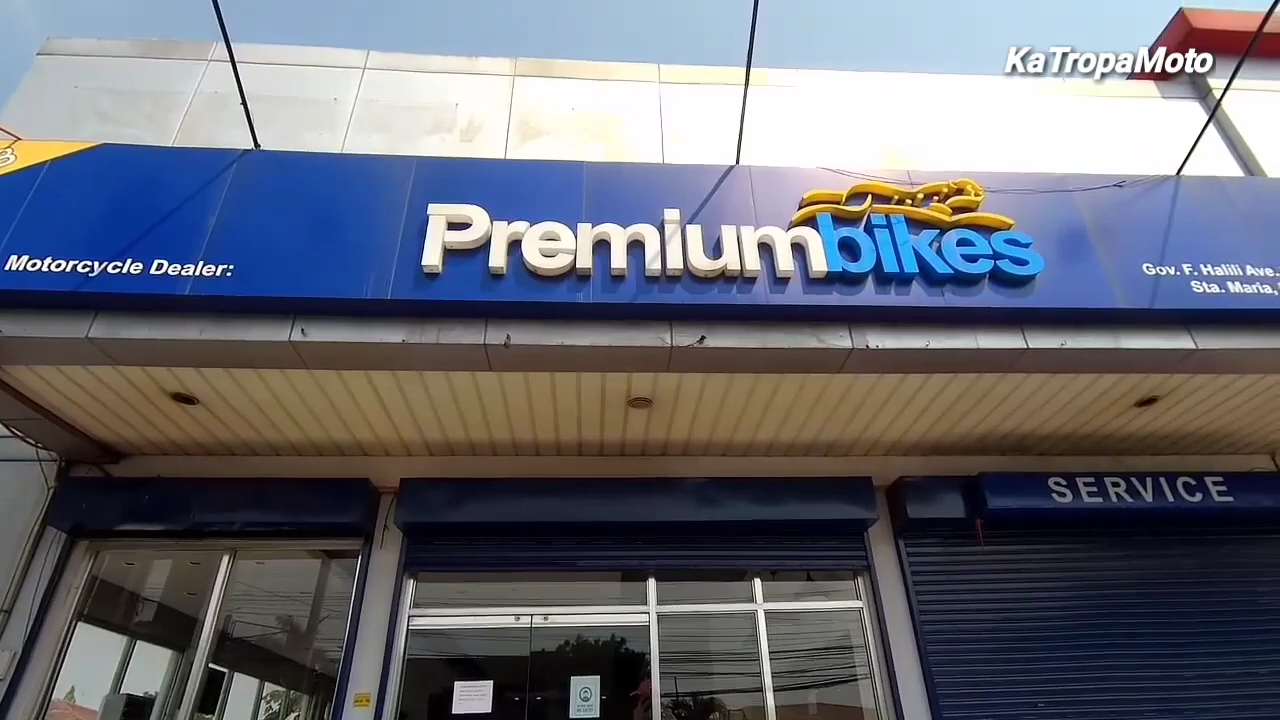 KaTropaMoto
Premiumbikes
Motorcycle Dealer:
Gov. F. Halili Ave.
Sta. Maria,
SERVICE